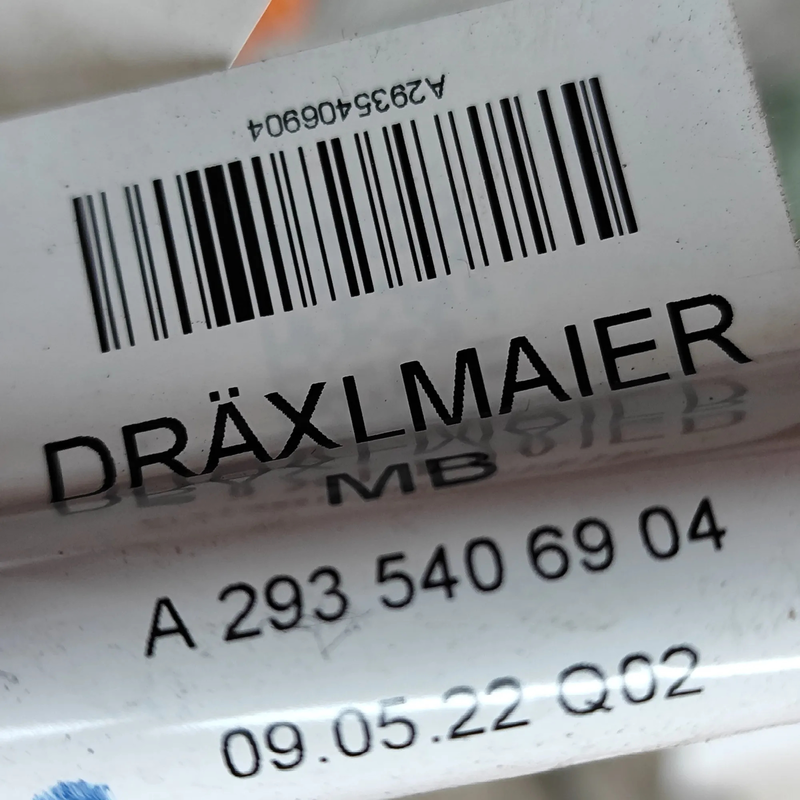 A2935406904
DRÄXLMAIER
MB
A 293 540 69 04
09.05.22 Q02